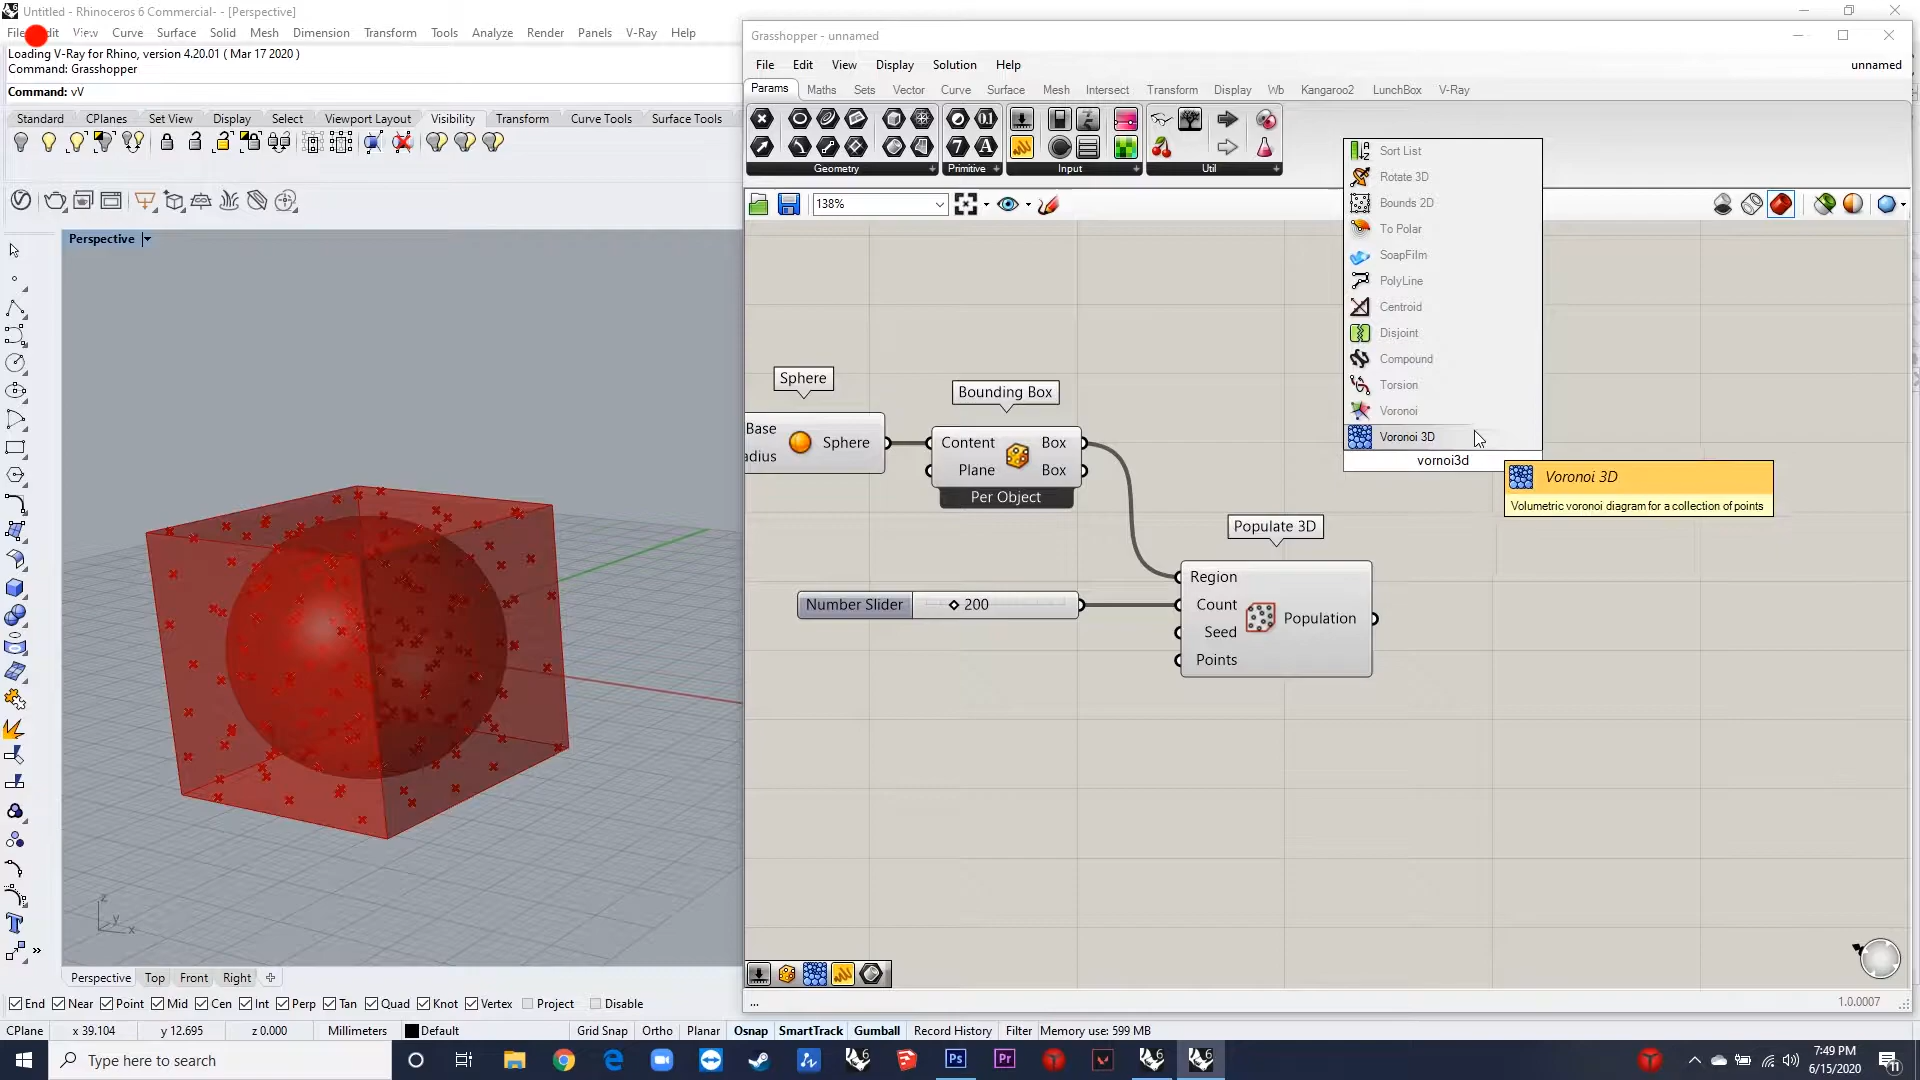 Untitled - Rhinoceros 6 Commercial- - [Perspective]
File Edit View Curve Surface Solid Mesh Dimension Transform Tools Analyze Render Panels V-Ray Help
Loading V-Ray for Rhino, version 4.20.01 ( Mar 17 2020 )
Command: Grasshopper
Command: vV
Standard CPlanes Set View Display Select Viewport Layout Visibility Transform Curve Tools Surface Tools
Perspective
Grasshopper - unnamed
File Edit View Display Solution Help unnamed
Params Maths Sets Vector Curve Surface Mesh Intersect Transform Display Wb Kangaroo2 LunchBox V-Ray
Geometry Primitive Input Util
138%
Sort List
Rotate 3D
Bounds 2D
To Polar
SoapFilm
PolyLine
Centroid
Disjoint
Compound
Torsion
Voronoi
Voronoi 3D
vornoi3d
Voronoi 3D
Volumetric voronoi diagram for a collection of points
Sphere
Base
adius
Sphere
Bounding Box
Content Box
Plane Box
Per Object
Populate 3D
Number Slider 200
Region
Count
Seed
Points
Population
z
y
x
...
1.0.0007
Perspective Top Front Right
End Near Point Mid Cen Int Perp Tan Quad Knot Vertex Project Disable
CPlane x 39.104 y 12.695 z 0.000 Millimeters Default Grid Snap Ortho Planar Osnap SmartTrack Gumball Record History Filter Memory use: 599 MB
Type here to search
Ps
Pr
7:49 PM
6/15/2020
11